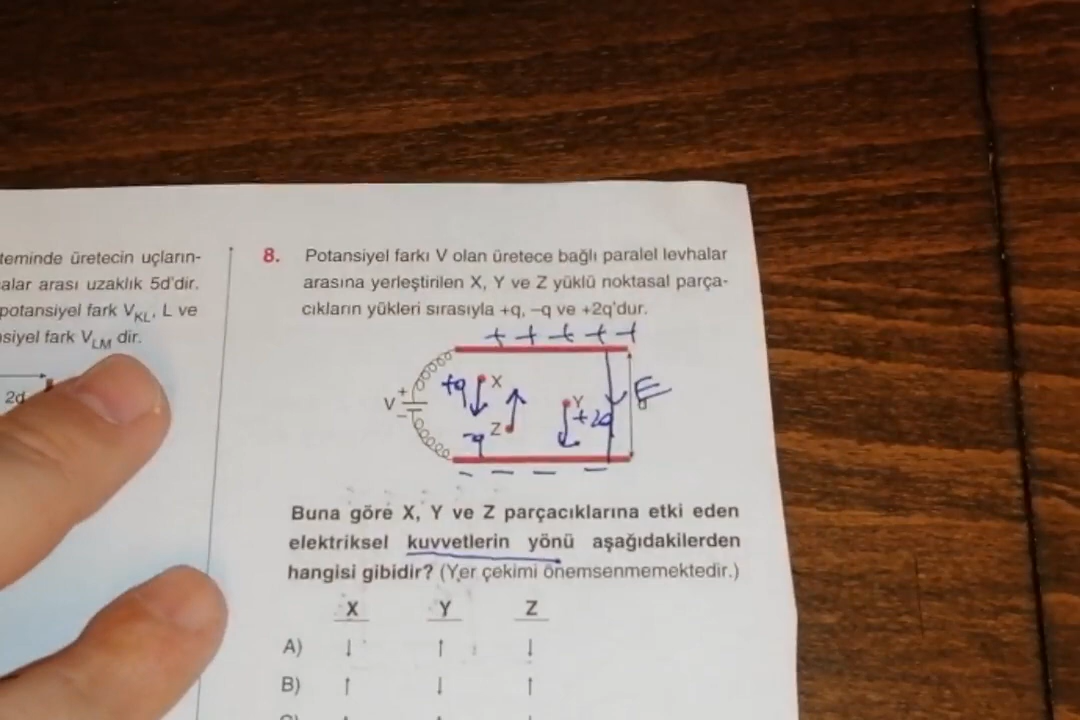 teminde üretecin uçların-
alar arası uzaklık 5d'dir.
potansiyel fark VKL, L ve
siyel fark VLM dir.
2d
8. Potansiyel farkı V olan üretece bağlı paralel levhalar
arasına yerleştirilen X, Y ve Z yüklü noktasal parça-
cıkların yükleri sırasıyla +q, –q ve +2q'dur.
+ + + + +
V + –
+q X
Y +2q
E
-q Z
– – – –
Buna göre X, Y ve Z parçacıklarına etki eden
elektriksel kuvvetlerin yönü aşağıdakilerden
hangisi gibidir? (Yer çekimi önemsenmemektedir.)
X Y Z
A) ↓ ↑ ↓
B) ↑ ↓ ↑